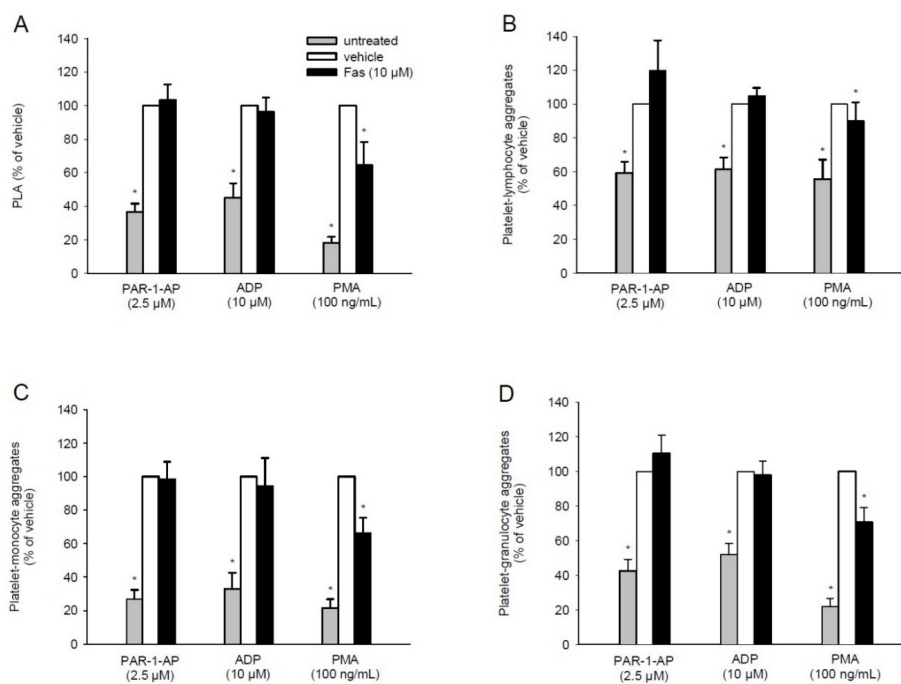 A
PLA (% of vehicle)
140
120
100
80
60
40
20
0
untreated
vehicle
Fas (10 µM)
*
*
*
*
PAR-1-AP
(2.5 µM)
ADP
(10 µM)
PMA
(100 ng/mL)
B
Platelet-lymphocyte aggregates
(% of vehicle)
140
120
100
80
60
40
20
0
*
*
*
*
PAR-1-AP
(2.5 µM)
ADP
(10 µM)
PMA
(100 ng/mL)
C
Platelet-monocyte aggregates
(% of vehicle)
140
120
100
80
60
40
20
0
*
*
*
*
PAR-1-AP
(2.5 µM)
ADP
(10 µM)
PMA
(100 ng/mL)
D
Platelet-granulocyte aggregates
(% of vehicle)
140
120
100
80
60
40
20
0
*
*
*
*
PAR-1-AP
(2.5 µM)
ADP
(10 µM)
PMA
(100 ng/mL)